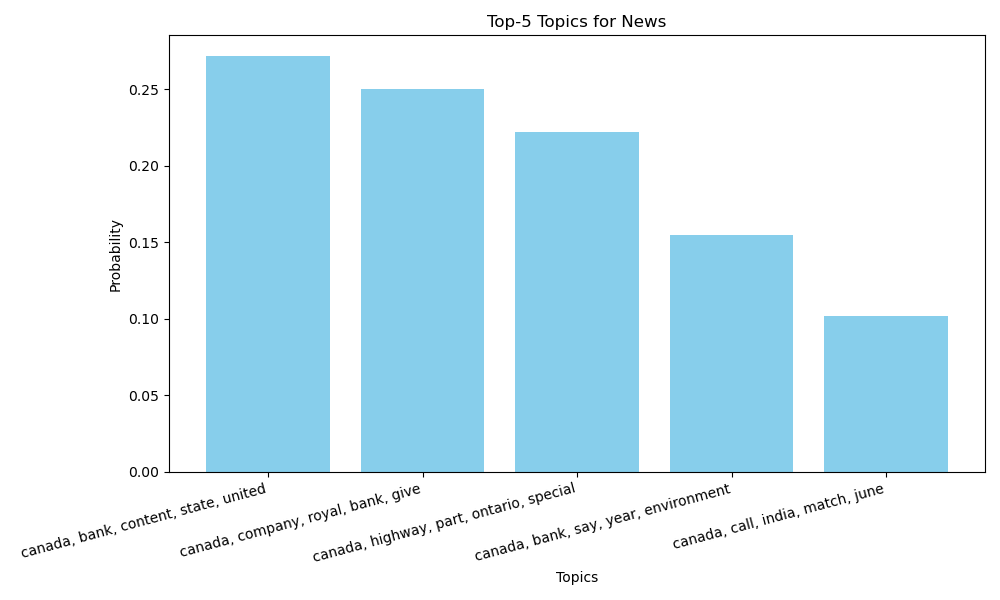 Top-5 Topics for News
Probability
0.25
0.20
0.15
0.10
0.05
0.00
canada, bank, content, state, united
canada, company, royal, bank, give
canada, highway, part, ontario, special
canada, bank, say, year, environment
canada, call, india, match, june
Topics